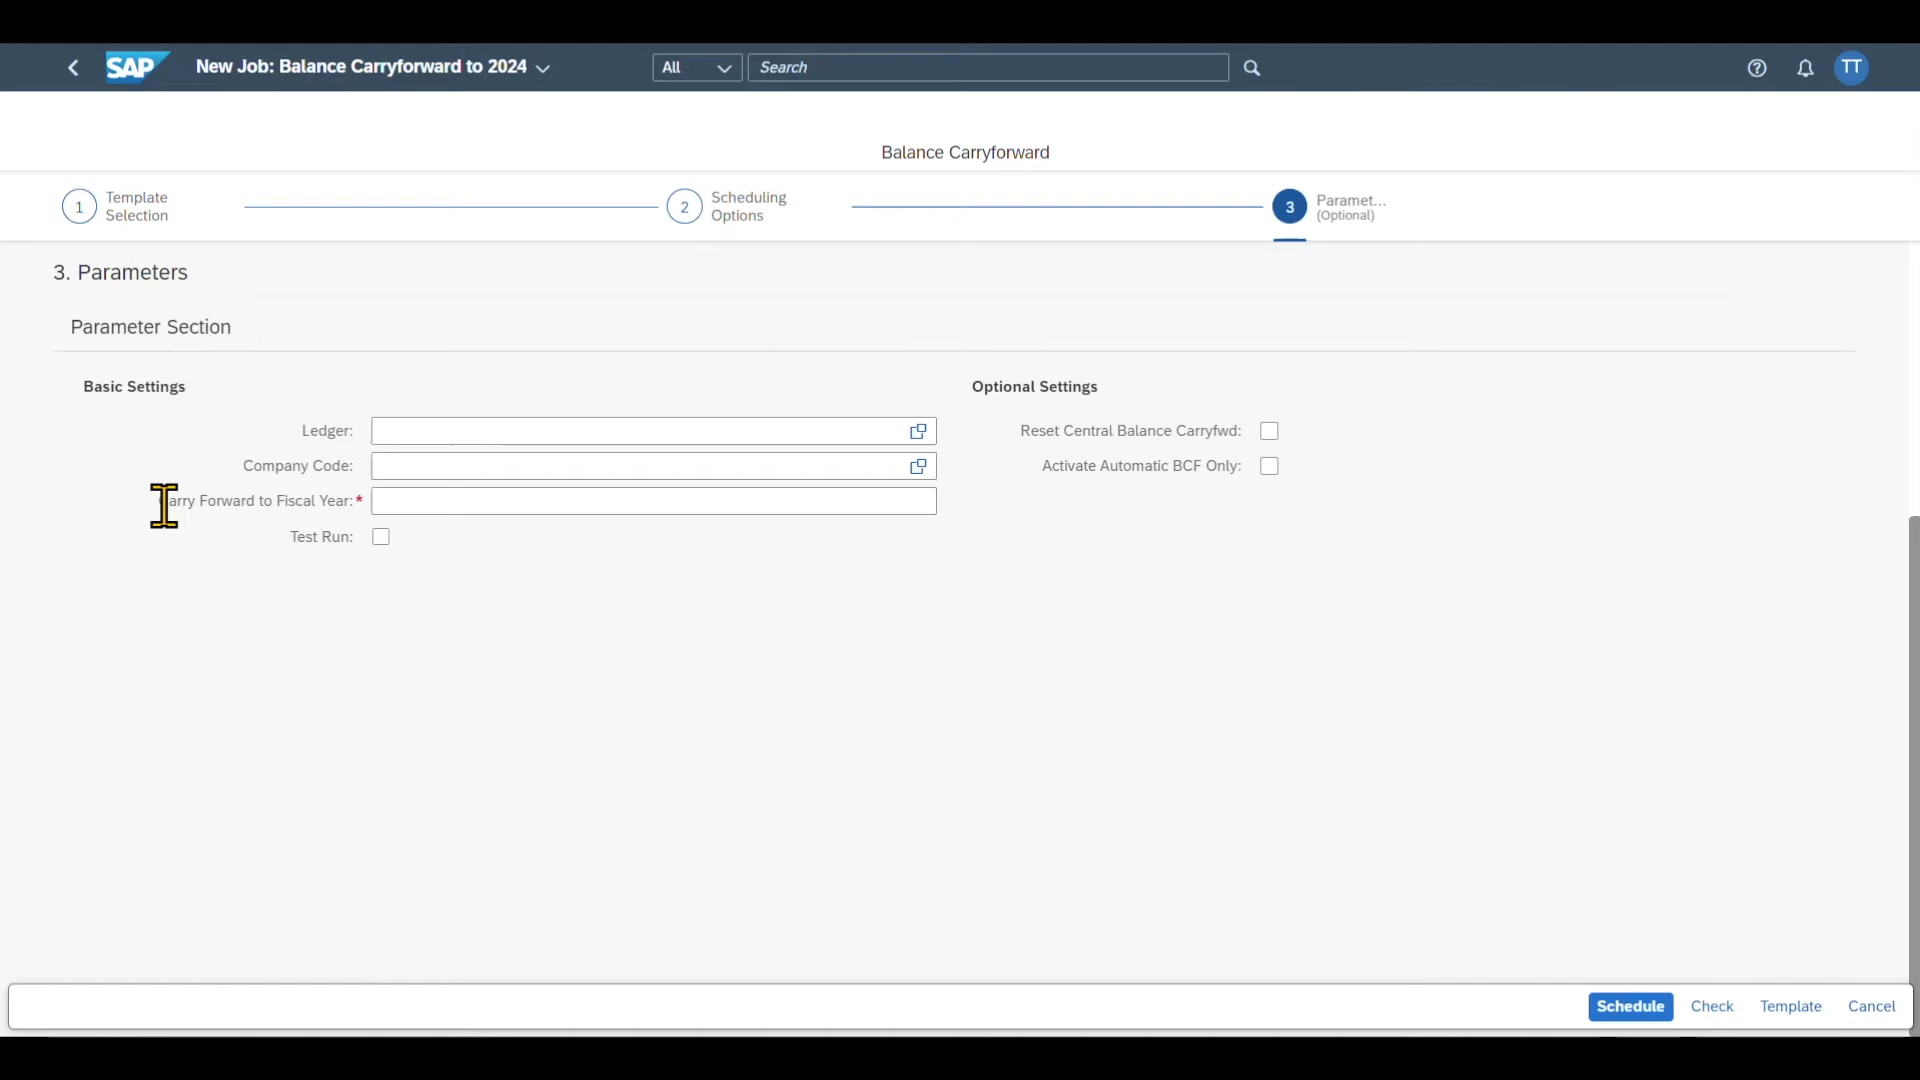 SAP
New Job: Balance Carryforward to 2024
All
Search
TT
Balance Carryforward
1
Template
Selection
2
Scheduling
Options
3
Paramet...
(Optional)
3. Parameters
Parameter Section
Basic Settings
Optional Settings
Ledger:
Reset Central Balance Carryfwd:
Company Code:
Activate Automatic BCF Only:
arry Forward to Fiscal Year:*
Test Run:
Schedule
Check
Template
Cancel